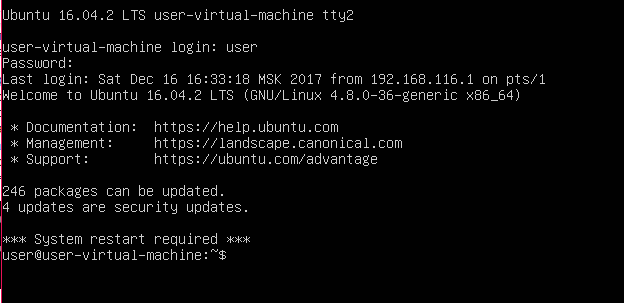 Ubuntu 16.04.2 LTS user-virtual-machine tty2
user-virtual-machine login: user
Password:
Last login: Sat Dec 16 16:33:18 MSK 2017 from 192.168.116.1 on pts/1
Welcome to Ubuntu 16.04.2 LTS (GNU/Linux 4.8.0-36-generic x86_64)
* Documentation:  https://help.ubuntu.com
* Management:     https://landscape.canonical.com
* Support:        https://ubuntu.com/advantage
246 packages can be updated.
4 updates are security updates.
*** System restart required ***
user@user-virtual-machine:~$